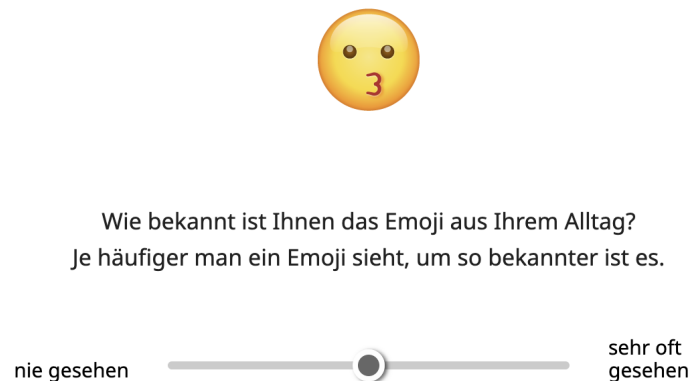 Wie bekannt ist Ihnen das Emoji aus Ihrem Alltag?
Je häufiger man ein Emoji sieht, um so bekannter ist es.
nie gesehen
sehr oft
gesehen